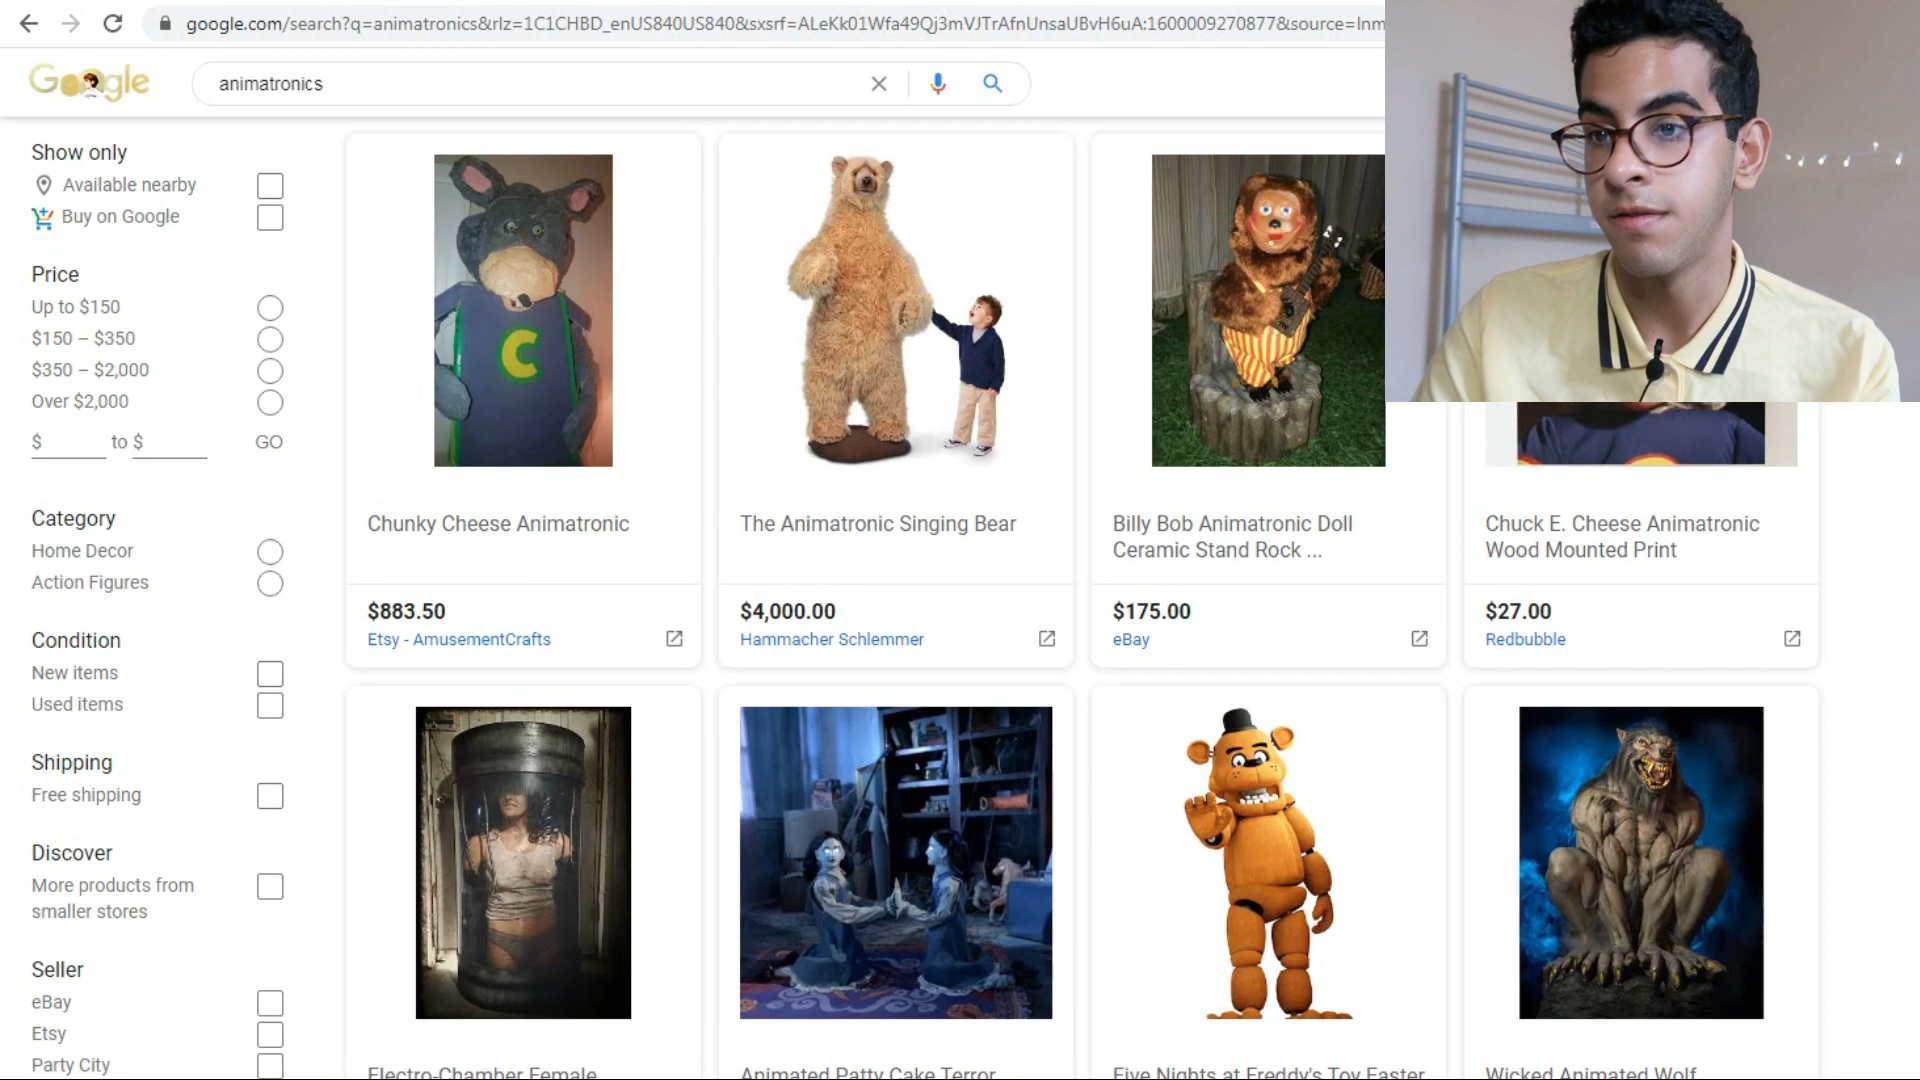 google.com/search?q=animatronics&rlz=1C1CHBD_enUS840US840&sxsrf=ALeKk01Wfa49Qj3mVJTrAfnUnsaUBvH6uA:1600009270877&source=lnm
Google
animatronics
Show only
Available nearby
Buy on Google
Price
Up to $150
$150 – $350
$350 – $2,000
Over $2,000
$ to $ GO
Category
Home Decor
Action Figures
Condition
New items
Used items
Shipping
Free shipping
Discover
More products from
smaller stores
Seller
eBay
Etsy
Party City
C
Chunky Cheese Animatronic
$883.50
Etsy - AmusementCrafts
The Animatronic Singing Bear
$4,000.00
Hammacher Schlemmer
Billy Bob Animatronic Doll
Ceramic Stand Rock ...
$175.00
eBay
Chuck E. Cheese Animatronic
Wood Mounted Print
$27.00
Redbubble
Electro-Chamber Female
Animated Patty Cake Terror
Five Nights at Freddy's Toy Easter
Wicked Animated Wolf